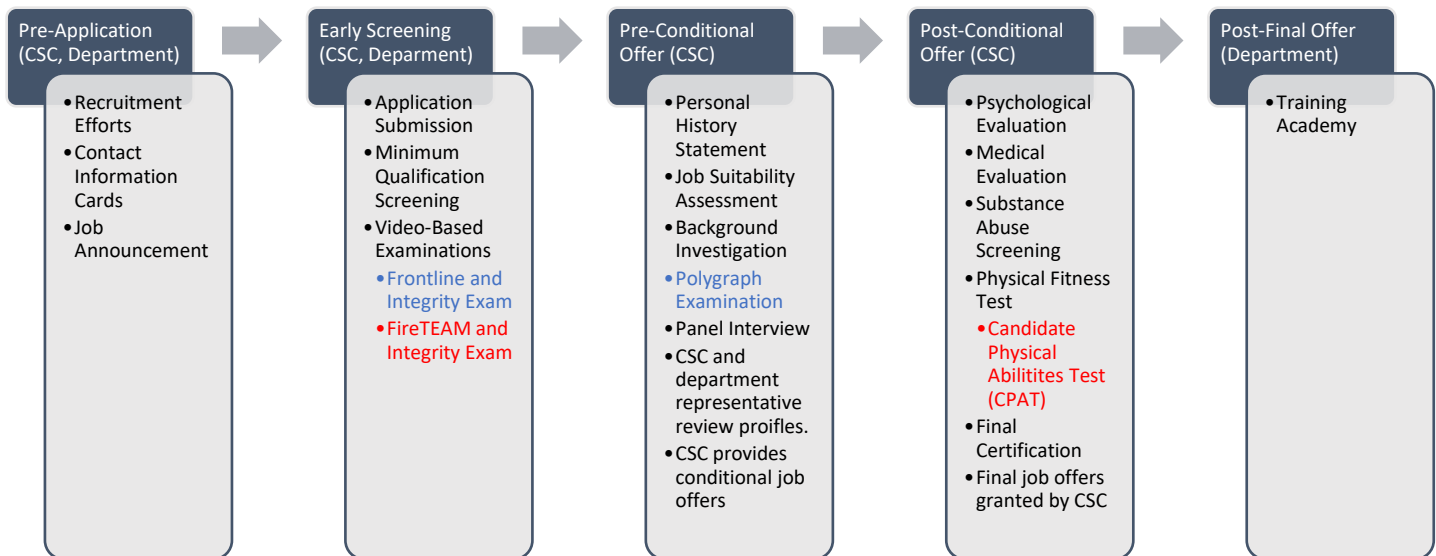 Pre-Application
(CSC, Department)
•Recruitment
Efforts
•Contact
Information
Cards
•Job
Announcement
Early Screening
(CSC, Deparment)
•Application
Submission
•Minimum
Qualification
Screening
•Video-Based
Examinations
•Frontline and
Integrity Exam
•FireTEAM and
Integrity Exam
Pre-Conditional
Offer (CSC)
•Personal
History
Statement
•Job Suitability
Assessment
•Background
Investigation
•Polygraph
Examination
•Panel Interview
•CSC and
department
representative
review proifles.
•CSC provides
conditional job
offers
Post-Conditional
Offer (CSC)
•Psychological
Evaluation
•Medical
Evaluation
•Substance
Abuse
Screening
•Physical Fitness
Test
•Candidate
Physical
Abilitites Test
(CPAT)
•Final
Certification
•Final job offers
granted by CSC
Post-Final Offer
(Department)
•Training
Academy